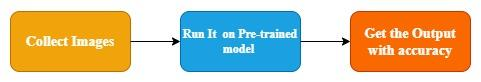 Collect Images
Run It on Pre-trained
model
Get the Output
with accuracy